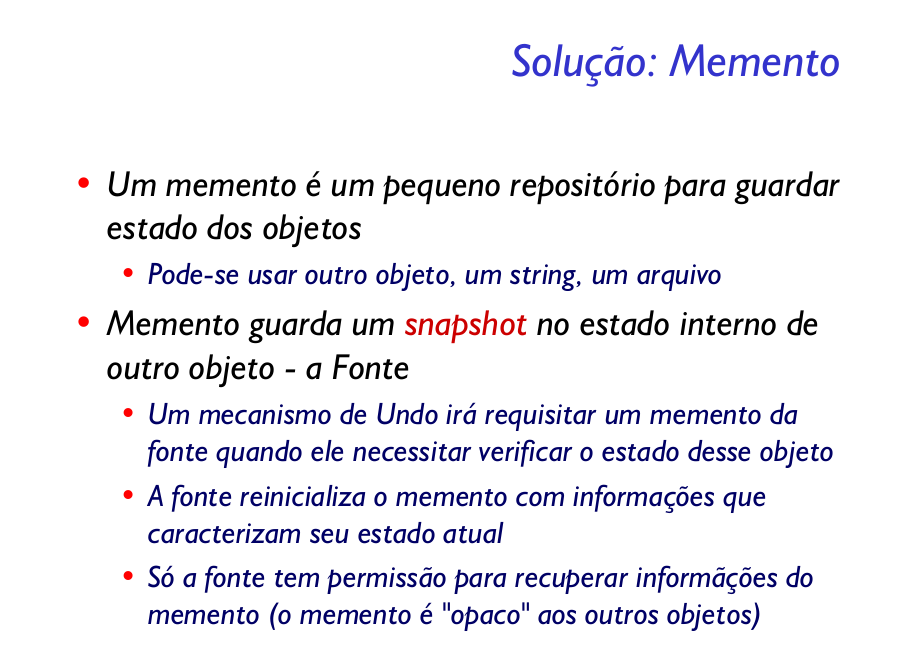 Solução: Memento
• Um memento é um pequeno repositório para guardar
estado dos objetos
• Pode-se usar outro objeto, um string, um arquivo
• Memento guarda um snapshot no estado interno de
outro objeto - a Fonte
• Um mecanismo de Undo irá requisitar um memento da
fonte quando ele necessitar verificar o estado desse objeto
• A fonte reinicializa o memento com informações que
caracterizam seu estado atual
• Só a fonte tem permissão para recuperar informãções do
memento (o memento é "opaco" aos outros objetos)